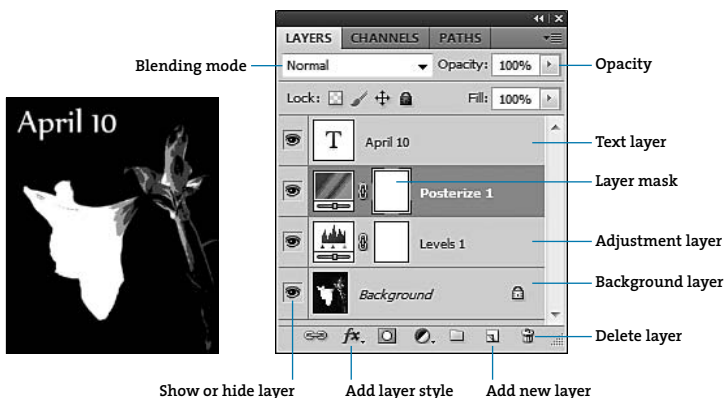 LAYERS CHANNELS PATHS
Blending mode
Normal
Opacity: 100%
Opacity
Lock:
Fill: 100%
April 10
T
April 10
Text layer
Layer mask
Posterize 1
Levels 1
Adjustment layer
Background
Background layer
fx.
Delete layer
Show or hide layer
Add layer style
Add new layer